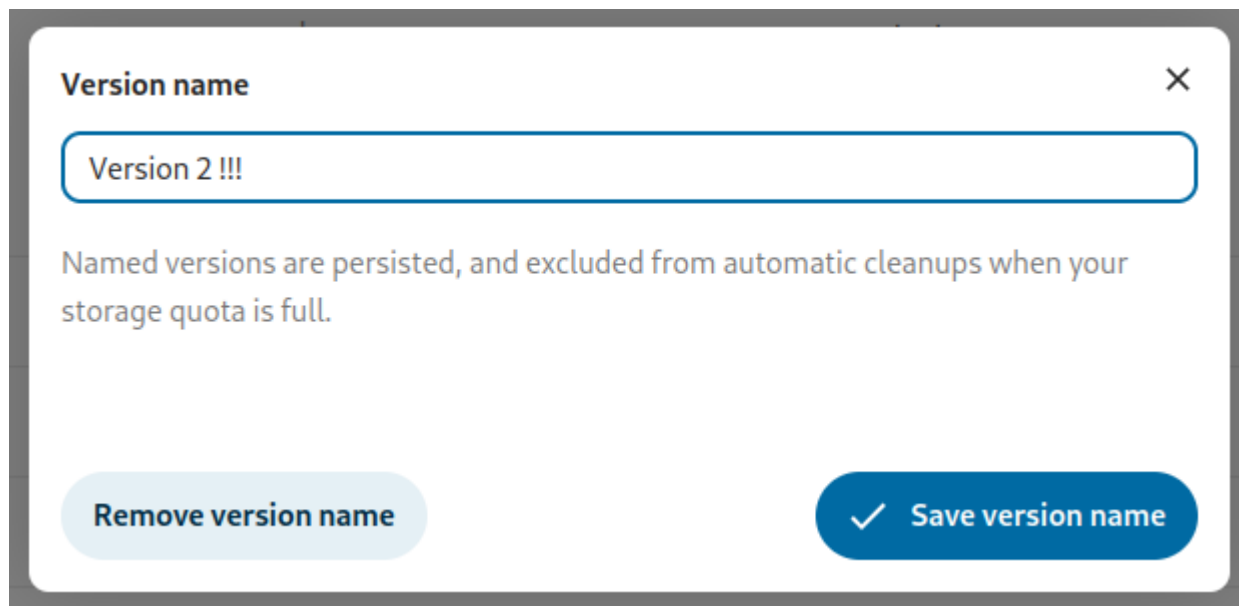 Version name
Version 2 !!!
Named versions are persisted, and excluded from automatic cleanups when your
storage quota is full.
Remove version name
Save version name